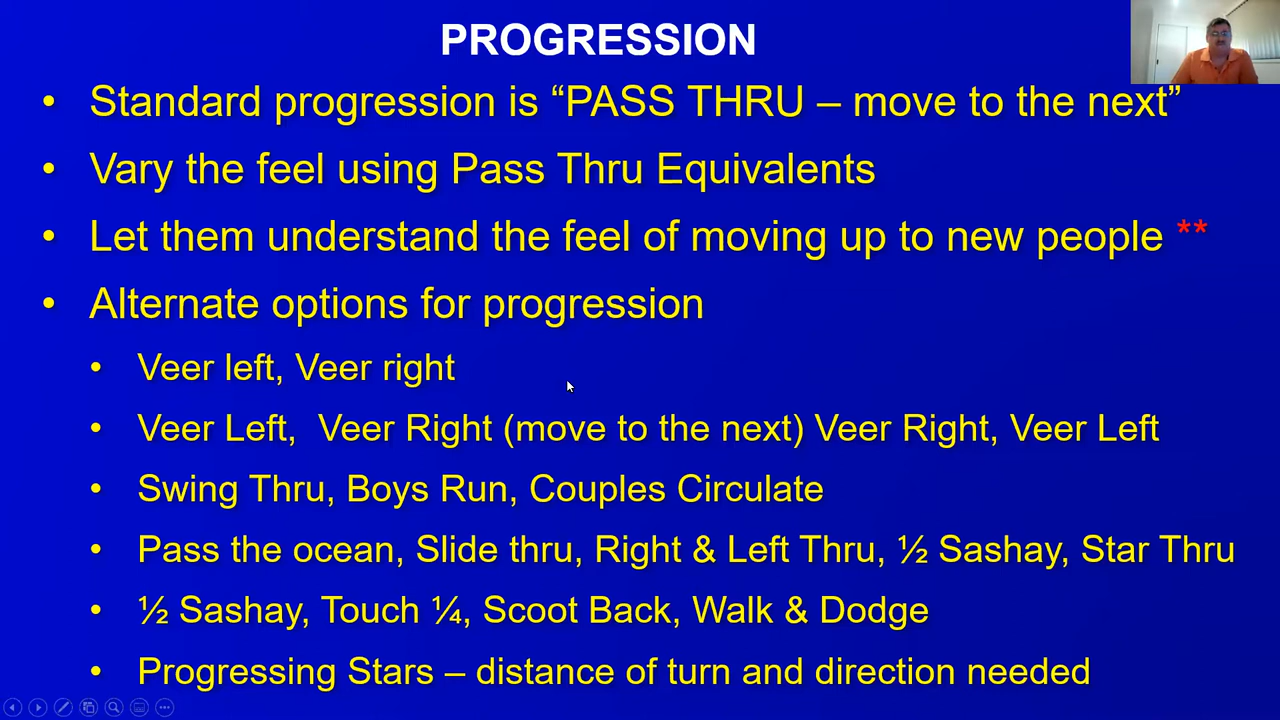 PROGRESSION
• Standard progression is “PASS THRU – move to the next”
• Vary the feel using Pass Thru Equivalents
• Let them understand the feel of moving up to new people **
• Alternate options for progression
• Veer left, Veer right
• Veer Left,  Veer Right (move to the next) Veer Right, Veer Left
• Swing Thru, Boys Run, Couples Circulate
• Pass the ocean, Slide thru, Right & Left Thru, ½ Sashay, Star Thru
• ½ Sashay, Touch ¼, Scoot Back, Walk & Dodge
• Progressing Stars – distance of turn and direction needed